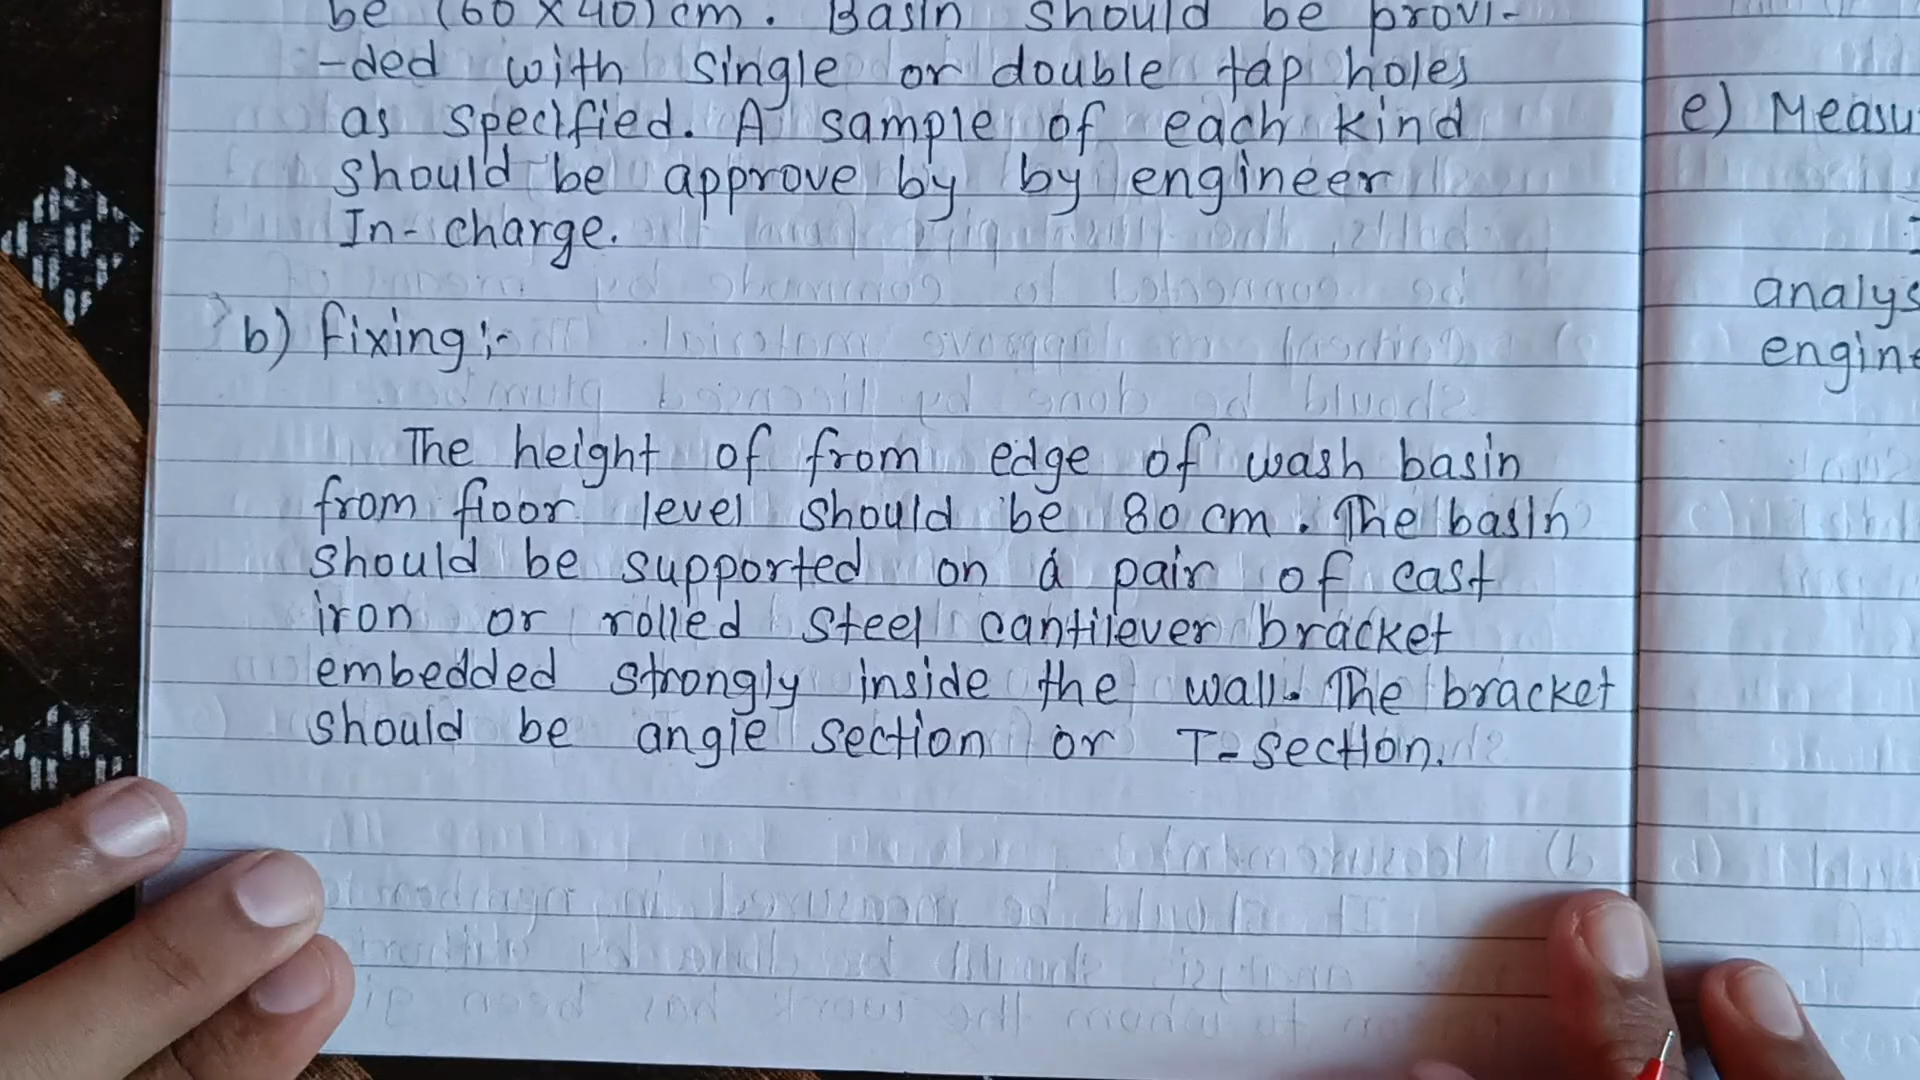 be (60 x 40) cm. Basin should be provi-
-ded with single or double tap holes
as specified. A sample of each kind
should be approve by by engineer
In-charge.
b) fixing :-
The height of from edge of wash basin
from floor level should be 80 cm. The basin
should be supported on a pair of cast
iron or rolled steel cantilever bracket
embedded strongly inside the wall. The bracket
should be angle section or T-section.
e) Measu
analys
engine